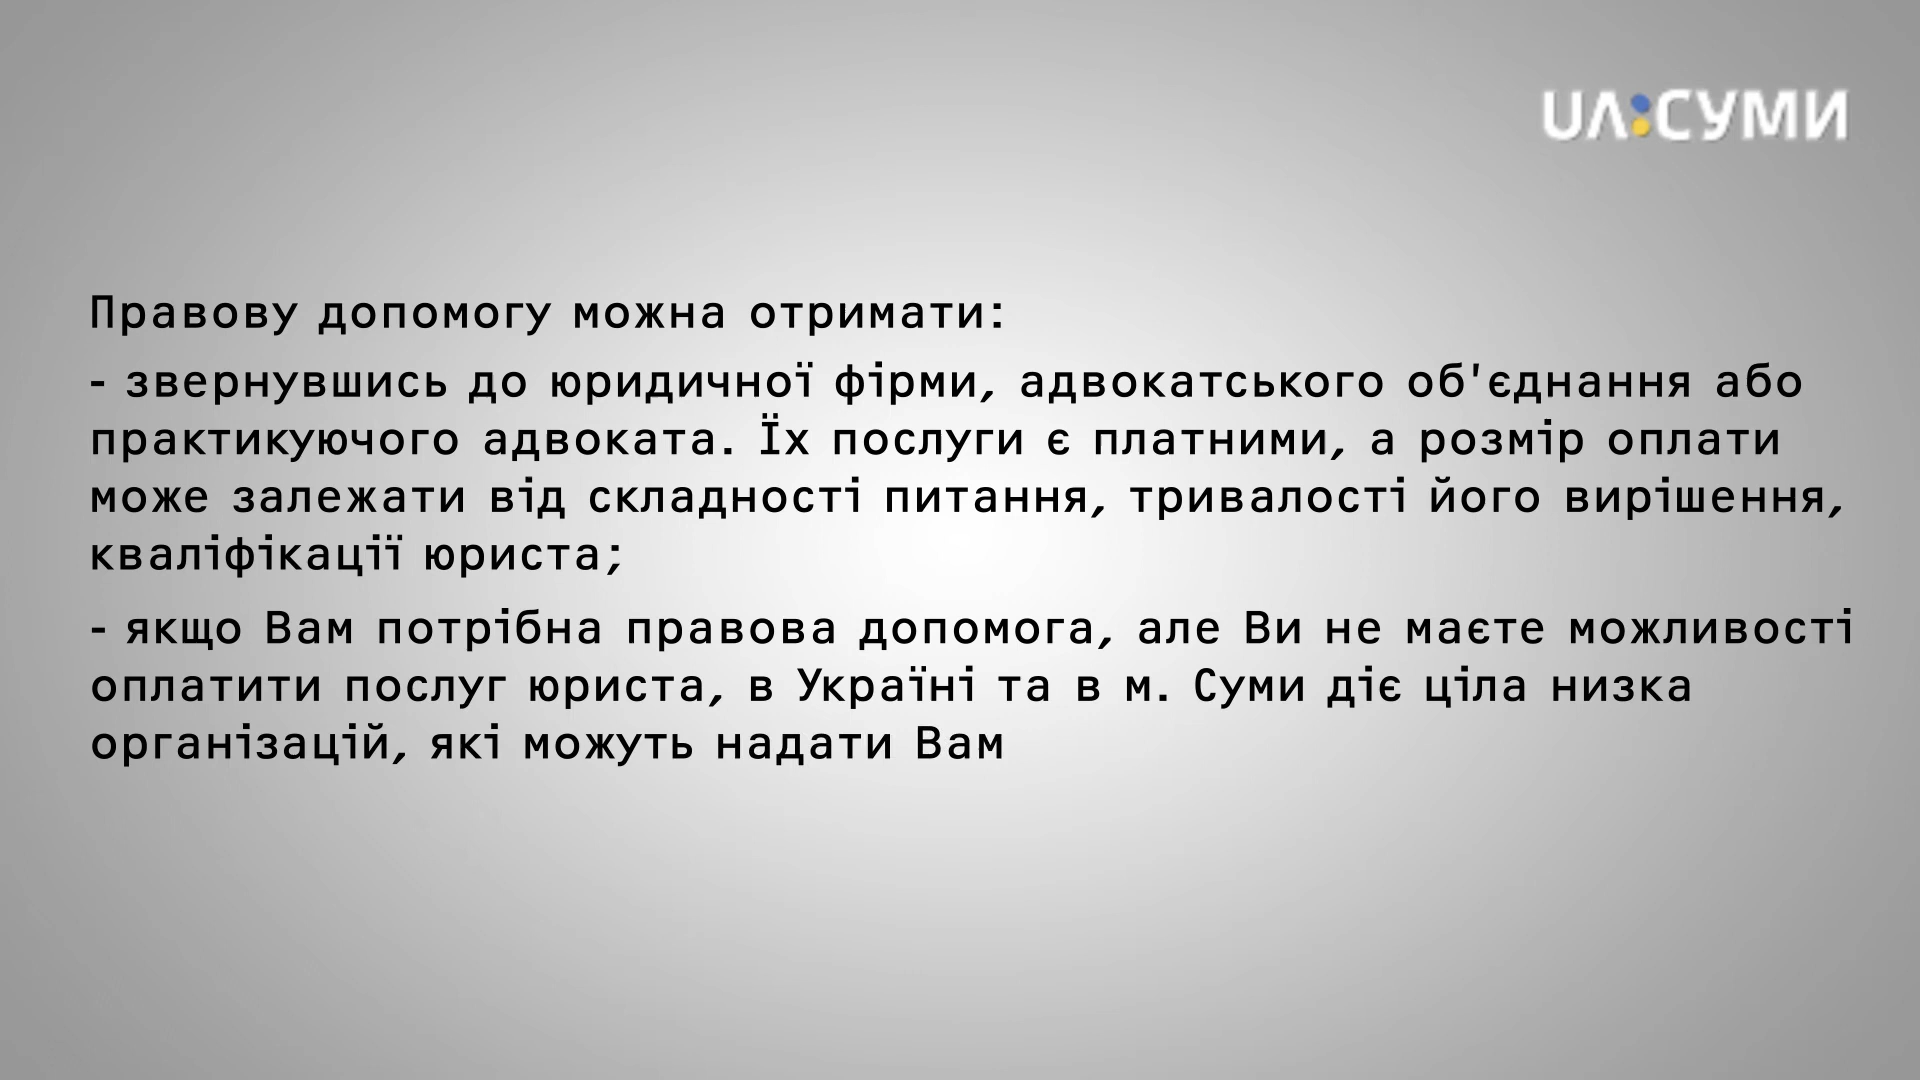 UA:СУМИ
Правову допомогу можна отримати:
- звернувшись до юридичної фірми, адвокатського об'єднання або
практикуючого адвоката. Їх послуги є платними, а розмір оплати
може залежати від складності питання, тривалості його вирішення,
кваліфікації юриста;
- якщо Вам потрібна правова допомога, але Ви не маєте можливості
оплатити послуг юриста, в Україні та в м. Суми діє ціла низка
організацій, які можуть надати Вам